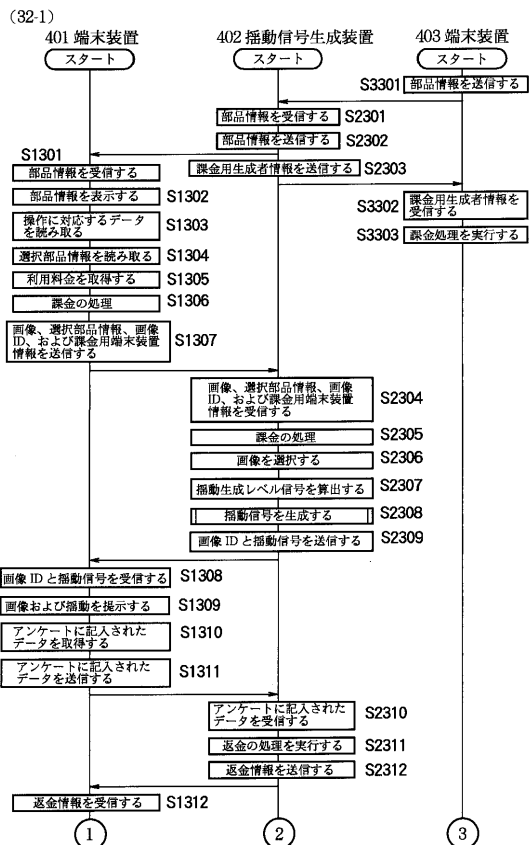 (32-1)
401 端末装置
402 揺動信号生成装置
403 端末装置
スタート
スタート
スタート
S3301
部品情報を送信する
部品情報を受信する
S2301
部品情報を送信する
S2302
S1301
部品情報を受信する
課金用生成者情報を送信する
S2303
部品情報を表示する
S1302
S3302
課金用生成者情報を
受信する
操作に対応するデータ
を読み取る
S1303
S3303
課金処理を実行する
選択部品情報を読み取る
S1304
利用料金を取得する
S1305
課金の処理
S1306
画像、選択部品情報、画像
ID、および課金用端末装置
情報を送信する
S1307
画像、選択部品情報、画像
ID、および課金用端末装置
情報を受信する
S2304
課金の処理
S2305
画像を選択する
S2306
揺動生成レベル信号を算出する
S2307
揺動信号を生成する
S2308
画像 ID と揺動信号を送信する
S2309
画像 ID と揺動信号を受信する
S1308
画像および揺動を提示する
S1309
アンケートに記入された
データを取得する
S1310
アンケートに記入された
データを送信する
S1311
アンケートに記入された
データを受信する
S2310
返金の処理を実行する
S2311
返金情報を送信する
S2312
返金情報を受信する
S1312
1
2
3